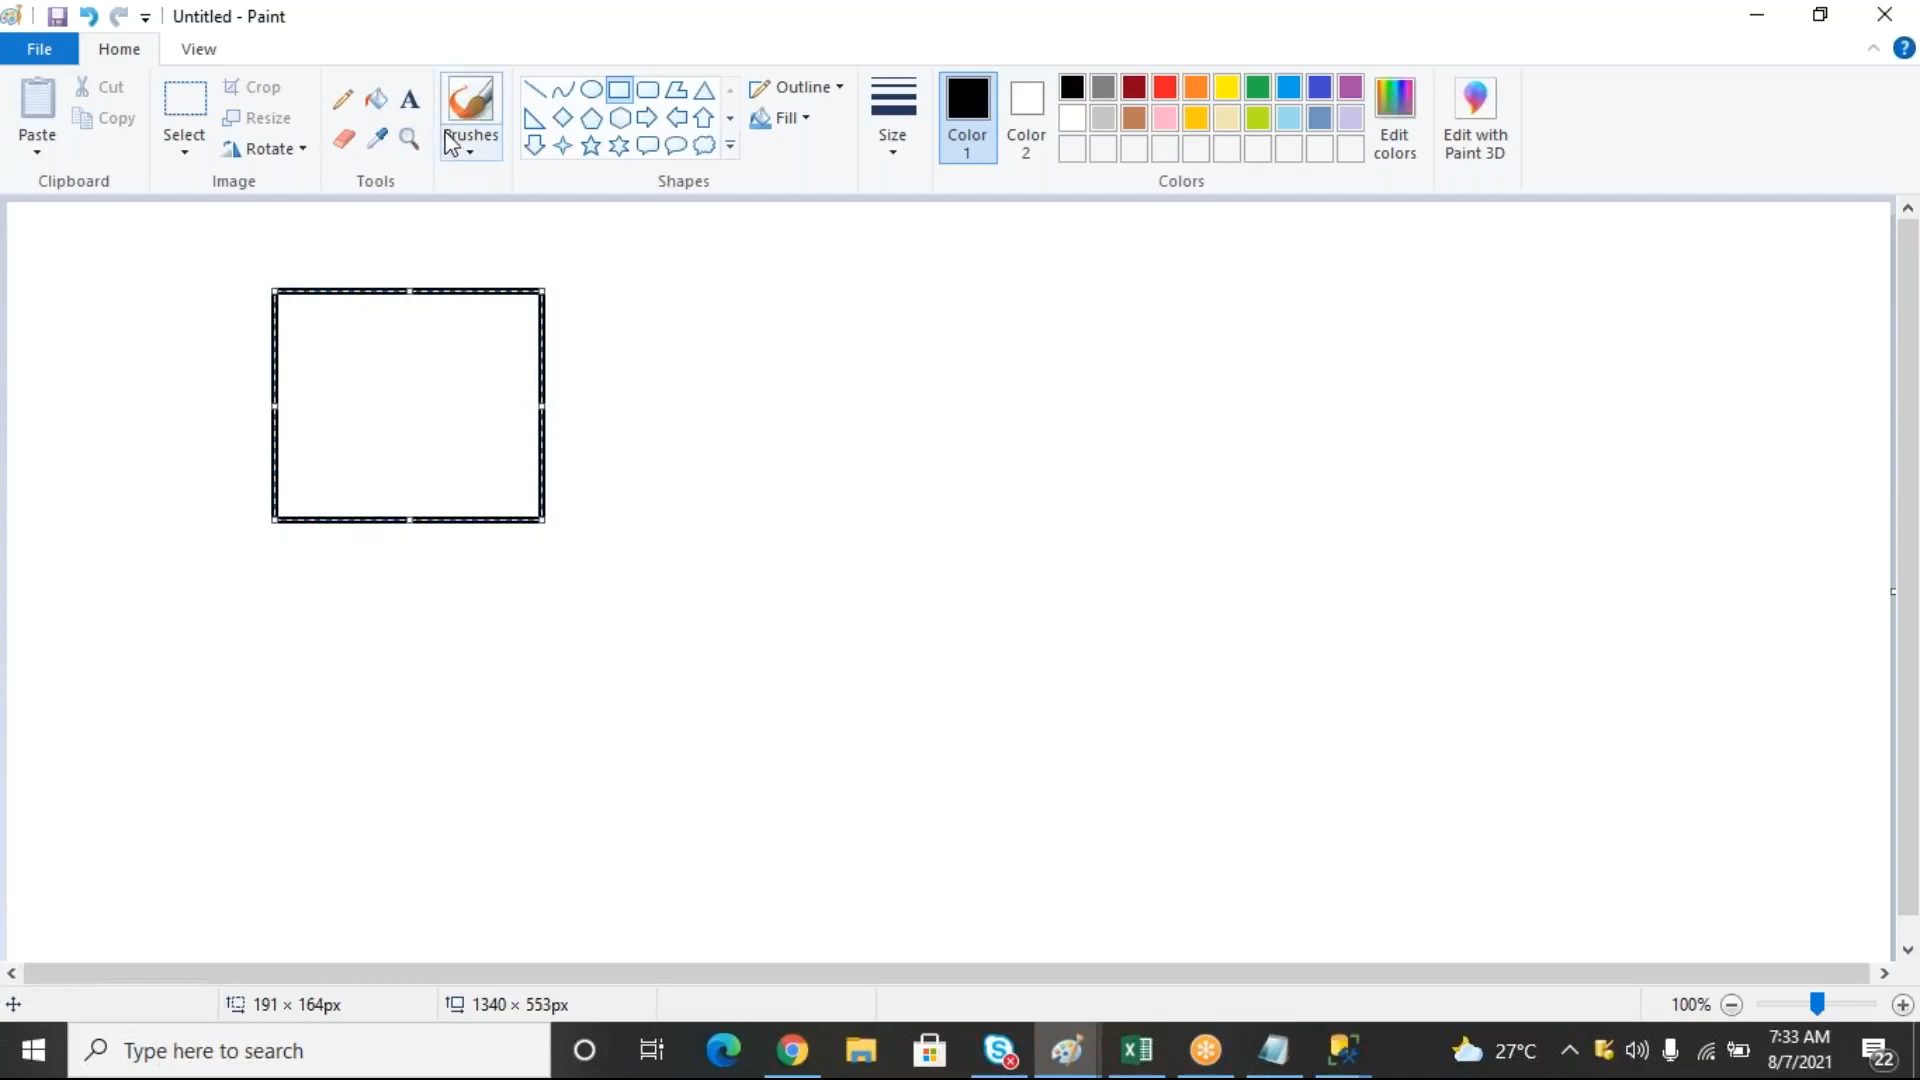 Untitled - Paint
File
Home
View
Paste
Cut
Copy
Clipboard
Select
Crop
Resize
Rotate
Image
A
Tools
Brushes
Shapes
Outline
Fill
Size
Color
1
Color
2
Colors
Edit
colors
Edit with
Paint 3D
191 × 164px
1340 × 553px
100%
Type here to search
27°C
7:33 AM
8/7/2021
22